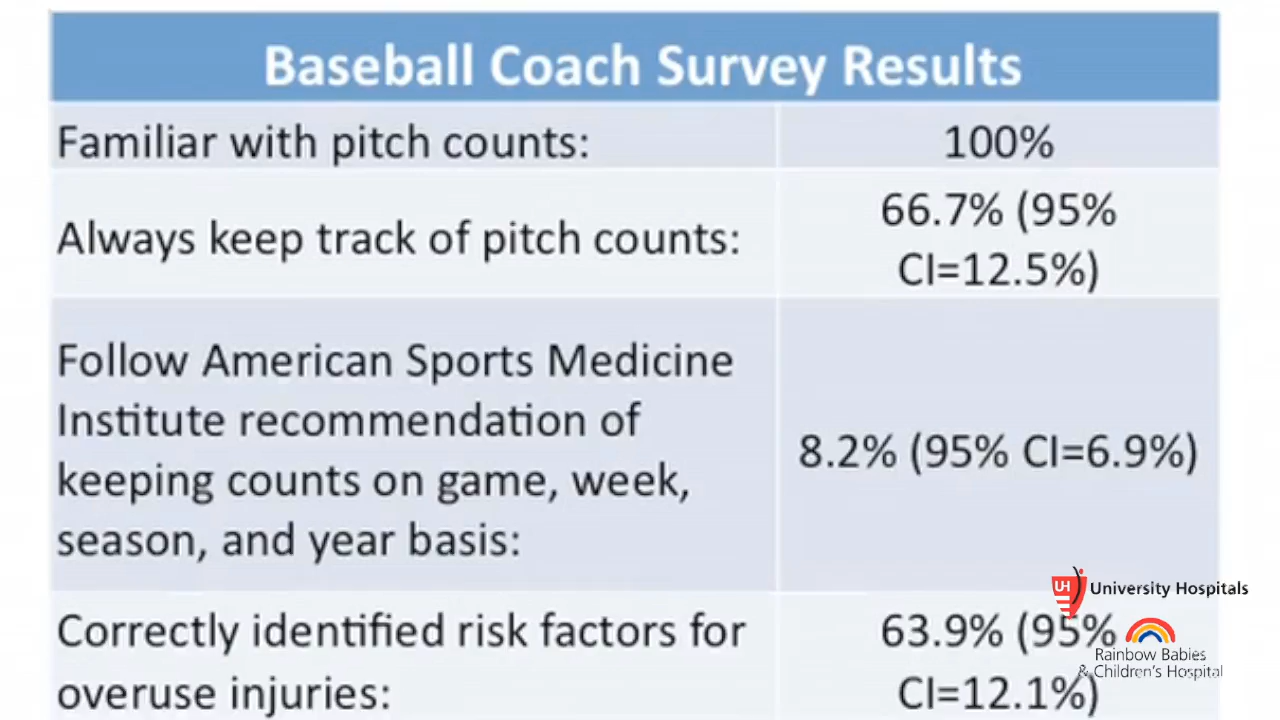 Baseball Coach Survey Results
Familiar with pitch counts:
100%
Always keep track of pitch counts:
66.7% (95%
CI=12.5%)
Follow American Sports Medicine
Institute recommendation of
keeping counts on game, week,
season, and year basis:
8.2% (95% CI=6.9%)
Correctly identified risk factors for
overuse injuries:
63.9% (95%
CI=12.1%)
UH University Hospitals
Rainbow Babies
& Children's Hospital